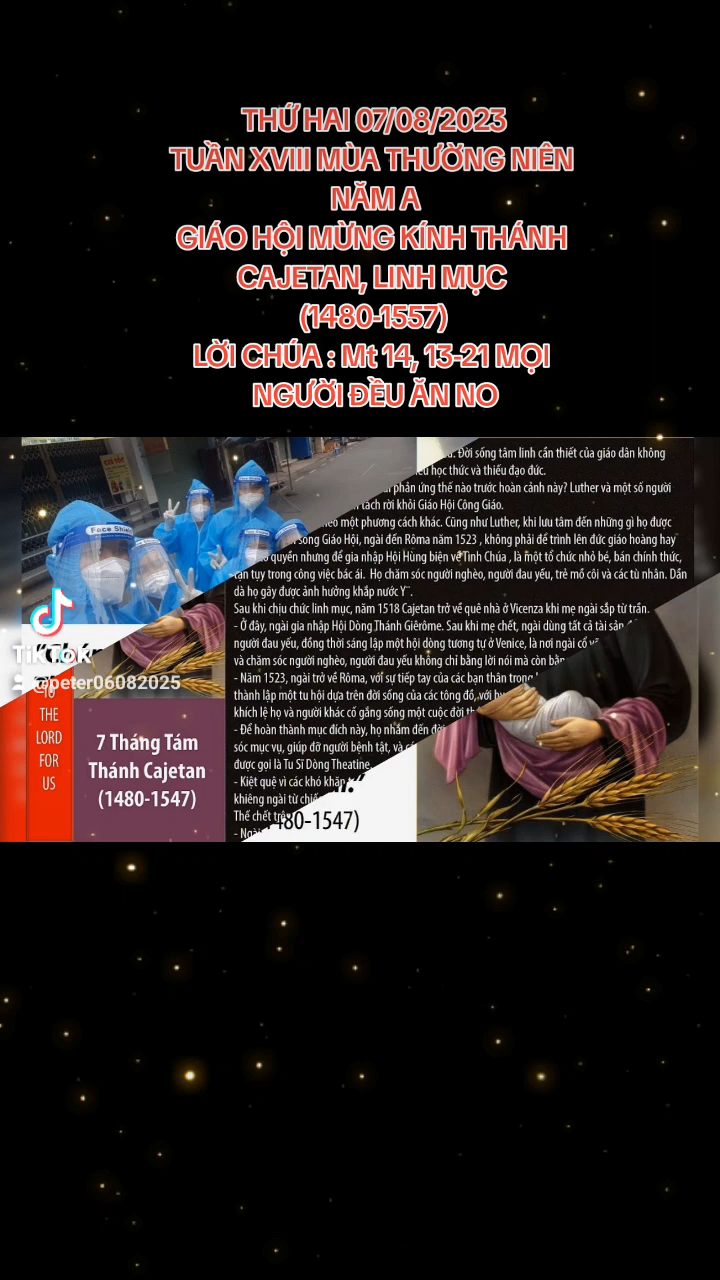 THỨ HAI 07/08/2023
TUẦN XVIII MÙA THƯỜNG NIÊN
NĂM A
GIÁO HỘI MỪNG KÍNH THÁNH
CAJETAN, LINH MỤC
(1480-1557)
LỜI CHÚA : Mt 14, 13-21 MỌI
NGƯỜI ĐỀU ĂN NO
Đời sống tâm linh cần thiết của giáo dân không
học thức và thiếu đạo đức.
phản ứng thế nào trước hoàn cảnh này? Luther và một số người
tách rời khỏi Giáo Hội Công Giáo.
một phương cách khác. Cũng như Luther, khi lưu tâm đến những gì họ được
song Giáo Hội, ngài đến Rôma năm 1523 , không phải để trình lên đức giáo hoàng hay
quyền nhưng để gia nhập Hội Hùng biện về Tình Chúa , là một tổ chức nhỏ bé, bán chính thức,
tận tụy trong công việc bác ái. Họ chăm sóc người nghèo, người đau yếu, trẻ mồ côi và các tù nhân. Dần
dà họ gây được ảnh hưởng khắp nước Y´.
Sau khi chịu chức linh mục, năm 1518 Cajetan trở về quê nhà ở Vicenza khi mẹ ngài sắp từ trần.
- Ở đây, ngài gia nhập Hội Dòng Thánh Giêrôme. Sau khi mẹ chết, ngài dùng tất cả tài sản
người đau yếu, đồng thời sáng lập một hội dòng tương tự ở Venice, là nơi ngài cổ
và chăm sóc người nghèo, người đau yếu không chỉ bằng lời nói mà còn
- Năm 1523, ngài trở về Rôma, với sự tiếp tay của các bạn thân trong
thành lập một tu hội dựa trên đời sống của các tông đồ, với
khích lệ họ và người khác cố gắng sống một cuộc đời
- Để hoàn thành mục đích này, họ nhắm đến
sóc mục vụ, giúp đỡ người bệnh tật, và
được gọi là Tu Sĩ Dòng Theatine.
- Kiệt quệ vì các khó khăn
khiêng ngài từ
Thế chết
Face Shield
TikTok
@peter06082025
TO
THE
LORD
FOR
US
7 Tháng Tám
Thánh Cajetan
(1480-1547)
480-1547)